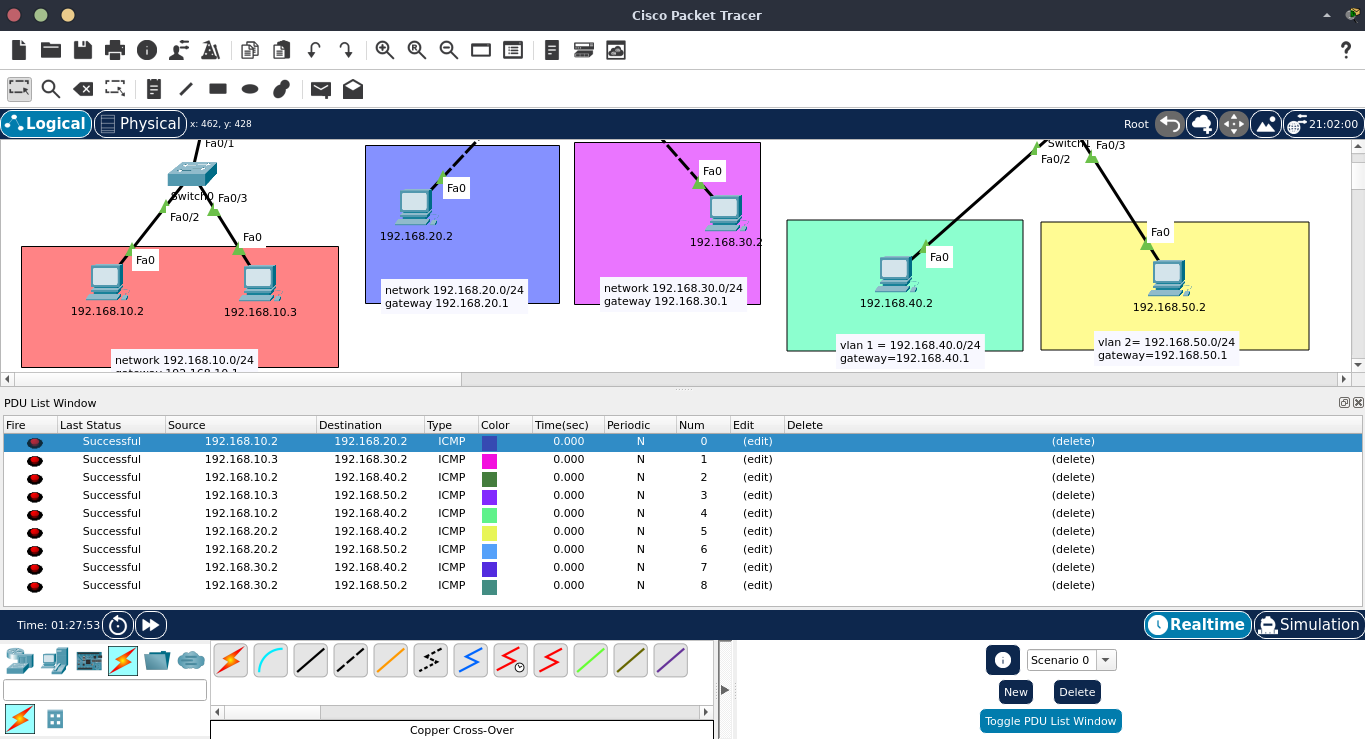 Cisco Packet Tracer
Logical
Physical
x: 462, y: 428
Root
21:02:00
Fa0/1
Switch0
Fa0/3
Fa0/2
Fa0
Fa0
192.168.10.2
192.168.10.3
network 192.168.10.0/24
gateway 192.168.10.1
Fa0
192.168.20.2
network 192.168.20.0/24
gateway 192.168.20.1
Fa0
192.168.30.2
network 192.168.30.0/24
gateway 192.168.30.1
Switch1
Fa0/3
Fa0/2
Fa0
192.168.40.2
vlan 1 = 192.168.40.0/24
gateway=192.168.40.1
Fa0
192.168.50.2
vlan 2= 192.168.50.0/24
gateway=192.168.50.1
PDU List Window
Fire Last Status Source Destination Type Color Time(sec) Periodic Num Edit Delete
Successful 192.168.10.2 192.168.20.2 ICMP 0.000 N 0 (edit) (delete)
Successful 192.168.10.3 192.168.30.2 ICMP 0.000 N 1 (edit) (delete)
Successful 192.168.10.2 192.168.40.2 ICMP 0.000 N 2 (edit) (delete)
Successful 192.168.10.3 192.168.50.2 ICMP 0.000 N 3 (edit) (delete)
Successful 192.168.10.2 192.168.40.2 ICMP 0.000 N 4 (edit) (delete)
Successful 192.168.20.2 192.168.40.2 ICMP 0.000 N 5 (edit) (delete)
Successful 192.168.20.2 192.168.50.2 ICMP 0.000 N 6 (edit) (delete)
Successful 192.168.30.2 192.168.40.2 ICMP 0.000 N 7 (edit) (delete)
Successful 192.168.30.2 192.168.50.2 ICMP 0.000 N 8 (edit) (delete)
Time: 01:27:53
Realtime
Simulation
Scenario 0
New
Delete
Toggle PDU List Window
Copper Cross-Over